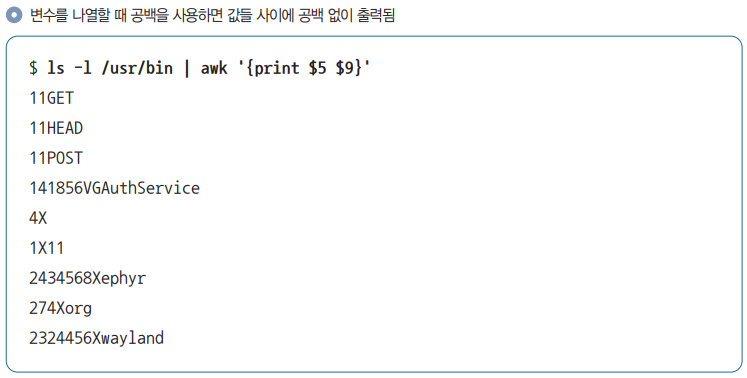 변수를 나열할 때 공백을 사용하면 값들 사이에 공백 없이 출력됨
$ ls -l /usr/bin | awk '{print $5 $9}'
11GET
11HEAD
11POST
141856VGAuthService
4X
1X11
2434568Xephyr
274Xorg
2324456Xwayland